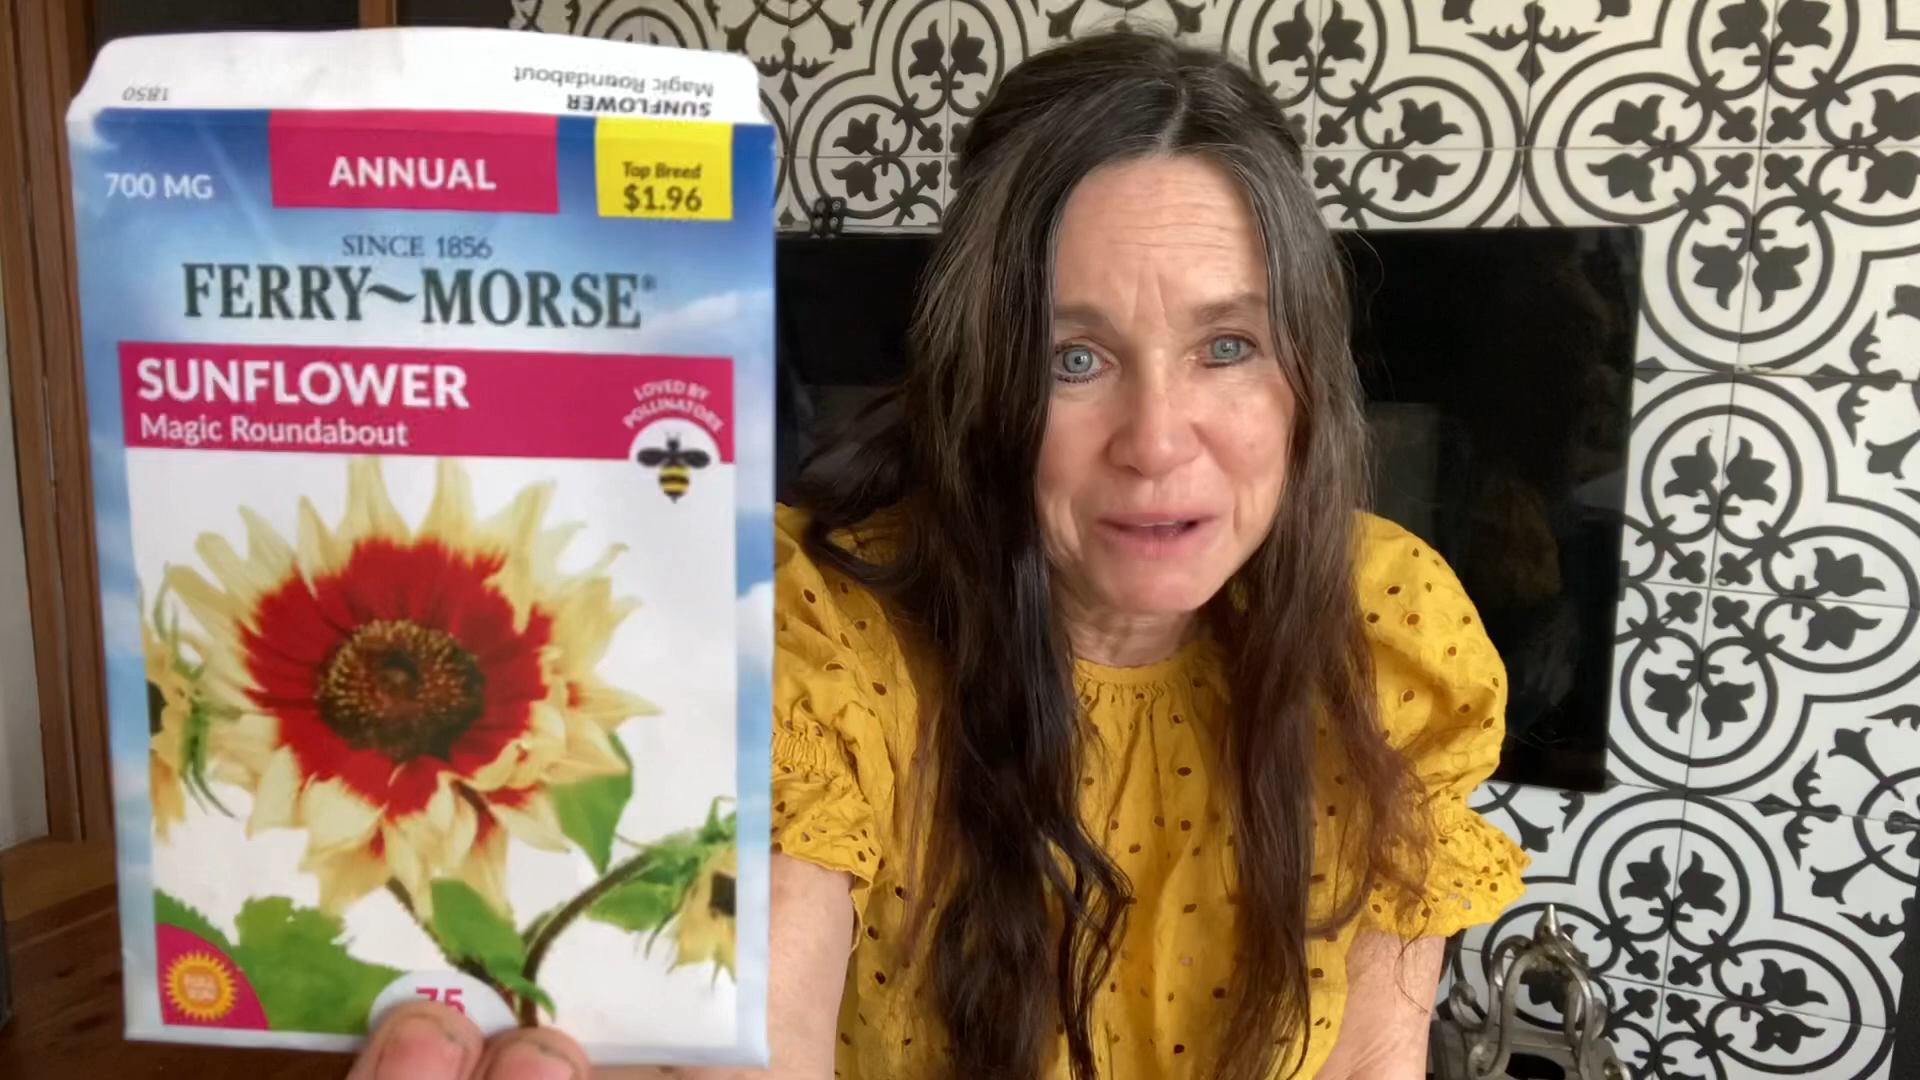 SUNFLOWER
Magic Roundabout
1850
700 MG
ANNUAL
Top Breed
$1.96
SINCE 1856
FERRY~MORSE®
SUNFLOWER
Magic Roundabout
LOVED BY
POLLINATORS
75